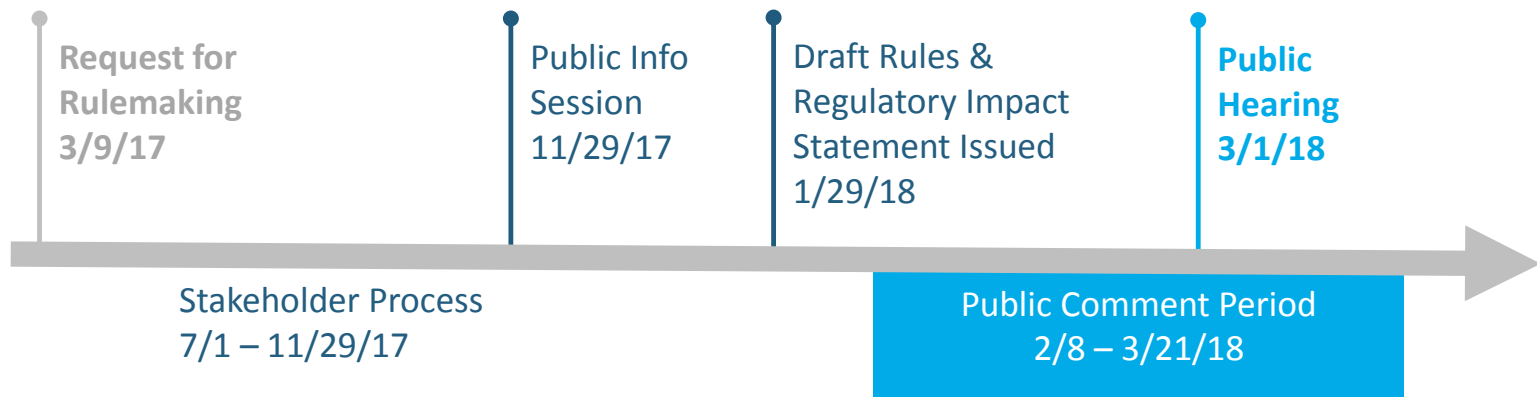 Request for
Rulemaking
3/9/17
Public Info
Session
11/29/17
Draft Rules &
Regulatory Impact
Statement Issued
1/29/18
Public
Hearing
3/1/18
Stakeholder Process
7/1 – 11/29/17
Public Comment Period
2/8 – 3/21/18